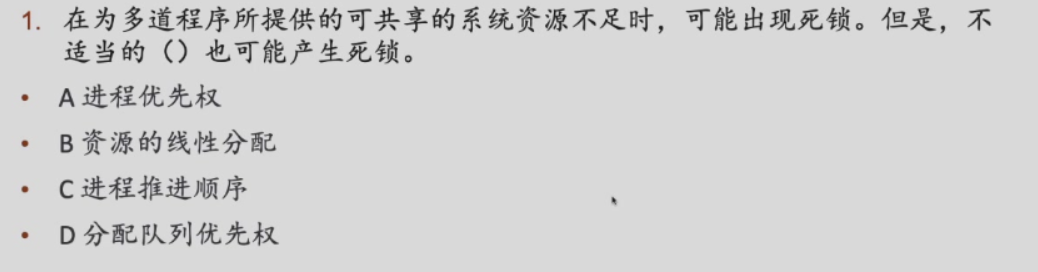 1. 在为多道程序所提供的可共享的系统资源不足时，可能出现死锁。但是，不
适当的（）也可能产生死锁。
• A 进程优先权
• B 资源的线性分配
• C 进程推进顺序
• D 分配队列优先权